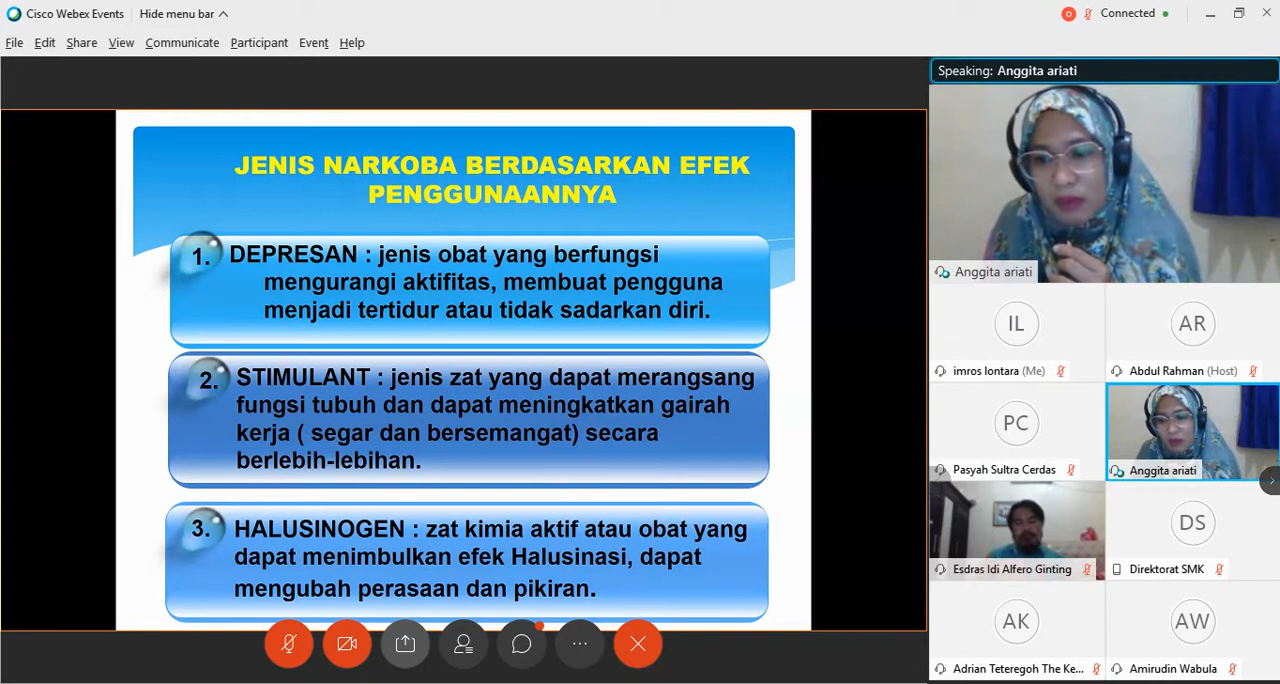 Cisco Webex Events
Hide menu bar
Connected
File Edit Share View Communicate Participant Event Help
Speaking: Anggita ariati
JENIS NARKOBA BERDASARKAN EFEK
PENGGUNAANNYA
1. DEPRESAN : jenis obat yang berfungsi
mengurangi aktifitas, membuat pengguna
menjadi tertidur atau tidak sadarkan diri.
2. STIMULANT : jenis zat yang dapat merangsang
fungsi tubuh dan dapat meningkatkan gairah
kerja ( segar dan bersemangat) secara
berlebih-lebihan.
3. HALUSINOGEN : zat kimia aktif atau obat yang
dapat menimbulkan efek Halusinasi, dapat
mengubah perasaan dan pikiran.
Anggita ariati
IL
imros lontara (Me)
AR
Abdul Rahman (Host)
PC
Pasyah Sultra Cerdas
Anggita ariati
Esdras Idi Alfero Ginting
DS
Direktorat SMK
AK
Adrian Teteregoh The Ke...
AW
Amirudin Wabula